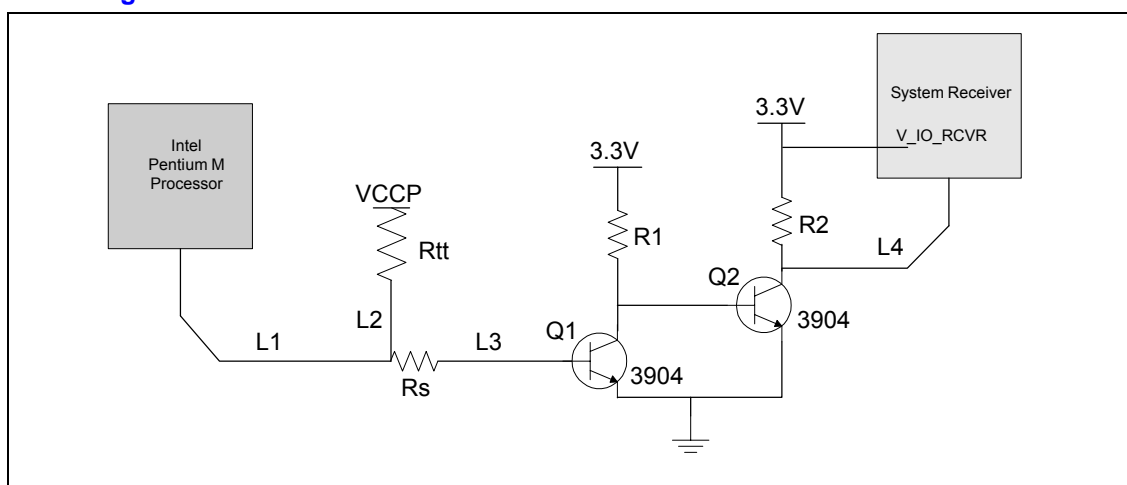 Intel
Pentium M
Processor
VCCP
Rtt
L2
L1
Rs
L3
3.3V
R1
Q1
3904
3.3V
R2
Q2
3904
L4
System Receiver
V_IO_RCVR